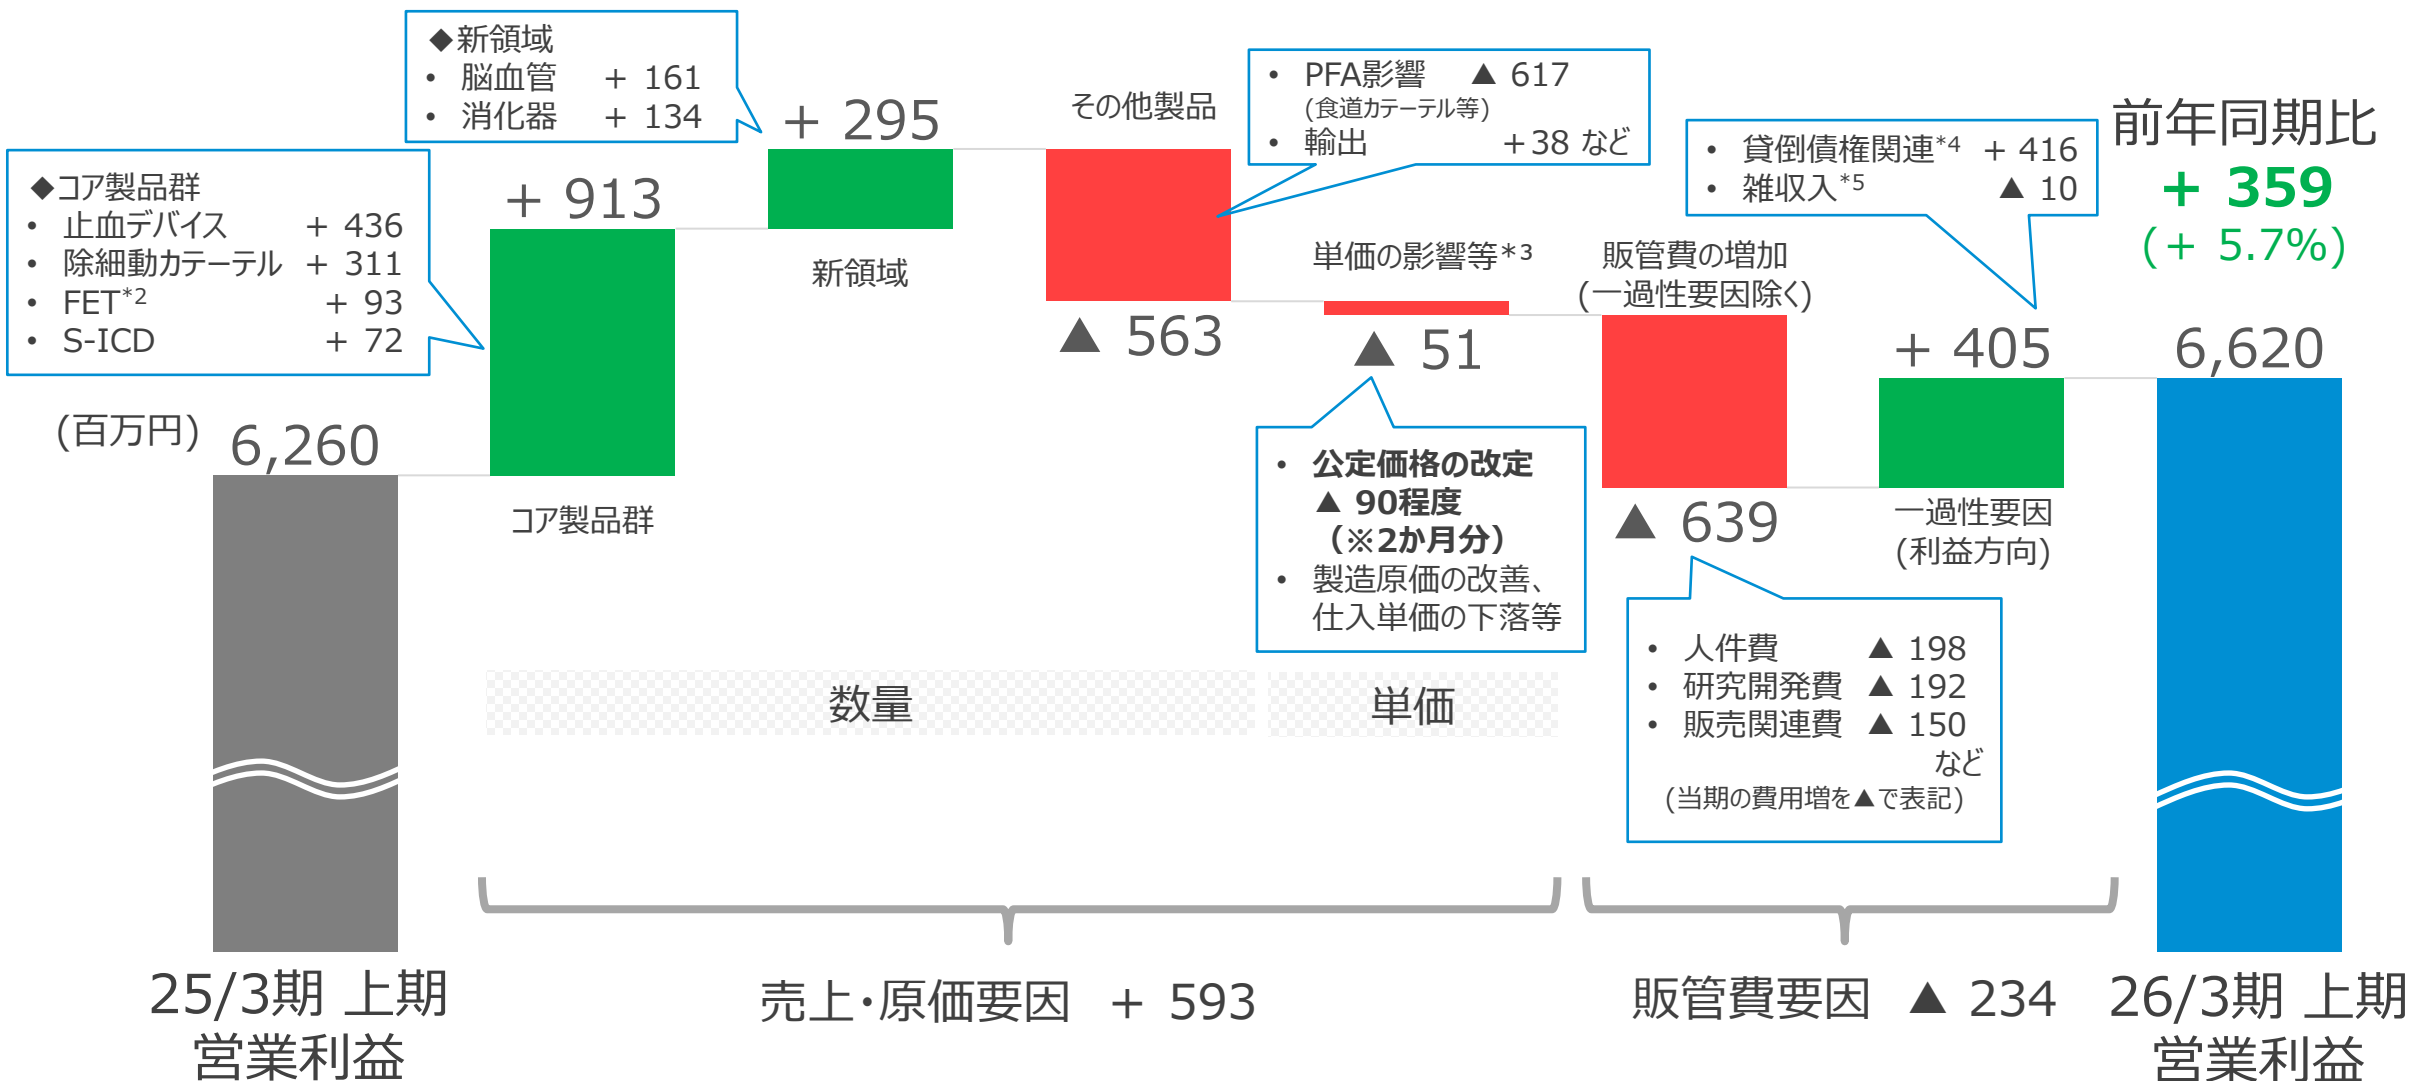 ◆新領域
• 脳血管 + 161
• 消化器 + 134
◆コア製品群
• 止血デバイス + 436
• 除細動カテーテル + 311
• FET*2 + 93
• S-ICD + 72
(百万円)
6,260
+ 913
コア製品群
+ 295
新領域
その他製品
▲ 563
• PFA影響 ▲ 617
(食道カテーテル等)
• 輸出 +38 など
単価の影響等*3
▲ 51
• 公定価格の改定
▲ 90程度
（※2か月分）
• 製造原価の改善、
仕入単価の下落等
販管費の増加
(一過性要因除く)
▲ 639
• 人件費 ▲ 198
• 研究開発費 ▲ 192
• 販売関連費 ▲ 150
など
(当期の費用増を▲で表記)
• 貸倒債権関連*4 + 416
• 雑収入*5 ▲ 10
+ 405
一過性要因
(利益方向)
前年同期比
+ 359
(+ 5.7%)
6,620
数量
単価
25/3期 上期
営業利益
売上・原価要因 + 593
販管費要因 ▲ 234
26/3期 上期
営業利益